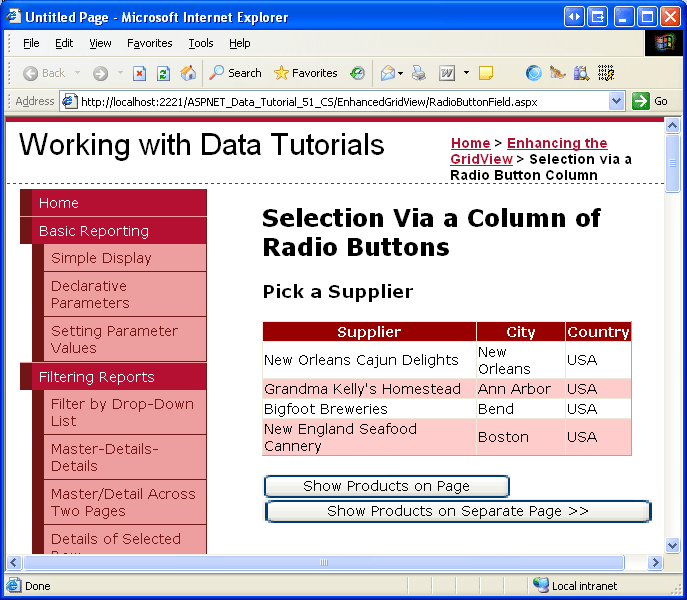 Untitled Page - Microsoft Internet Explorer
File Edit View Favorites Tools Help
Back Search Favorites
Address http://localhost:2221/ASPNET_Data_Tutorial_51_CS/EnhancedGridView/RadioButtonField.aspx Go
Working with Data Tutorials
Home > Enhancing the
GridView > Selection via a
Radio Button Column
Home
Basic Reporting
Simple Display
Declarative
Parameters
Setting Parameter
Values
Filtering Reports
Filter by Drop-Down
List
Master-Details-
Details
Master/Detail Across
Two Pages
Details of Selected
Row
Selection Via a Column of
Radio Buttons
Pick a Supplier
Supplier City Country
New Orleans Cajun Delights New Orleans USA
Grandma Kelly's Homestead Ann Arbor USA
Bigfoot Breweries Bend USA
New England Seafood
Cannery Boston USA
Show Products on Page
Show Products on Separate Page >>
Done Local intranet